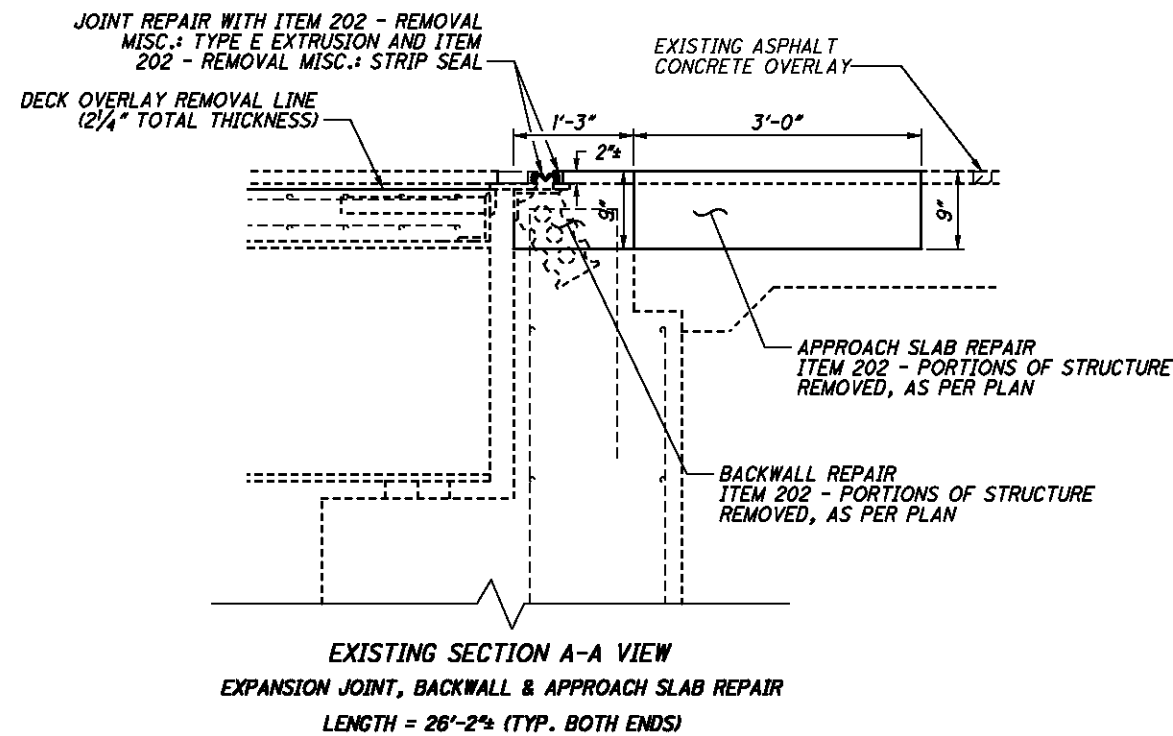 JOINT REPAIR WITH ITEM 202 - REMOVAL
MISC.: TYPE E EXTRUSION AND ITEM
202 - REMOVAL MISC.: STRIP SEAL
EXISTING ASPHALT
CONCRETE OVERLAY
DECK OVERLAY REMOVAL LINE
(2 1/4" TOTAL THICKNESS)
1'-3"
3'-0"
2"±
9"
9"
APPROACH SLAB REPAIR
ITEM 202 - PORTIONS OF STRUCTURE
REMOVED, AS PER PLAN
BACKWALL REPAIR
ITEM 202 - PORTIONS OF STRUCTURE
REMOVED, AS PER PLAN
EXISTING SECTION A-A VIEW
EXPANSION JOINT, BACKWALL & APPROACH SLAB REPAIR
LENGTH = 26'-2"± (TYP. BOTH ENDS)